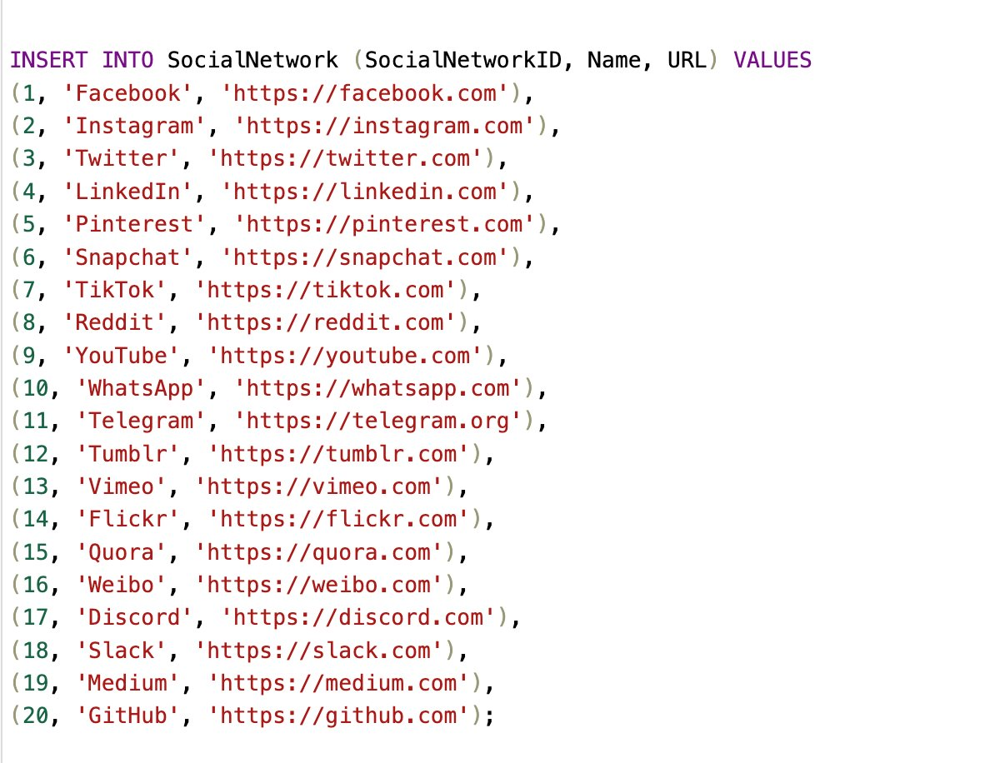 INSERT INTO SocialNetwork (SocialNetworkID, Name, URL) VALUES
(1, 'Facebook', 'https://facebook.com'),
(2, 'Instagram', 'https://instagram.com'),
(3, 'Twitter', 'https://twitter.com'),
(4, 'LinkedIn', 'https://linkedin.com'),
(5, 'Pinterest', 'https://pinterest.com'),
(6, 'Snapchat', 'https://snapchat.com'),
(7, 'TikTok', 'https://tiktok.com'),
(8, 'Reddit', 'https://reddit.com'),
(9, 'YouTube', 'https://youtube.com'),
(10, 'WhatsApp', 'https://whatsapp.com'),
(11, 'Telegram', 'https://telegram.org'),
(12, 'Tumblr', 'https://tumblr.com'),
(13, 'Vimeo', 'https://vimeo.com'),
(14, 'Flickr', 'https://flickr.com'),
(15, 'Quora', 'https://quora.com'),
(16, 'Weibo', 'https://weibo.com'),
(17, 'Discord', 'https://discord.com'),
(18, 'Slack', 'https://slack.com'),
(19, 'Medium', 'https://medium.com'),
(20, 'GitHub', 'https://github.com');